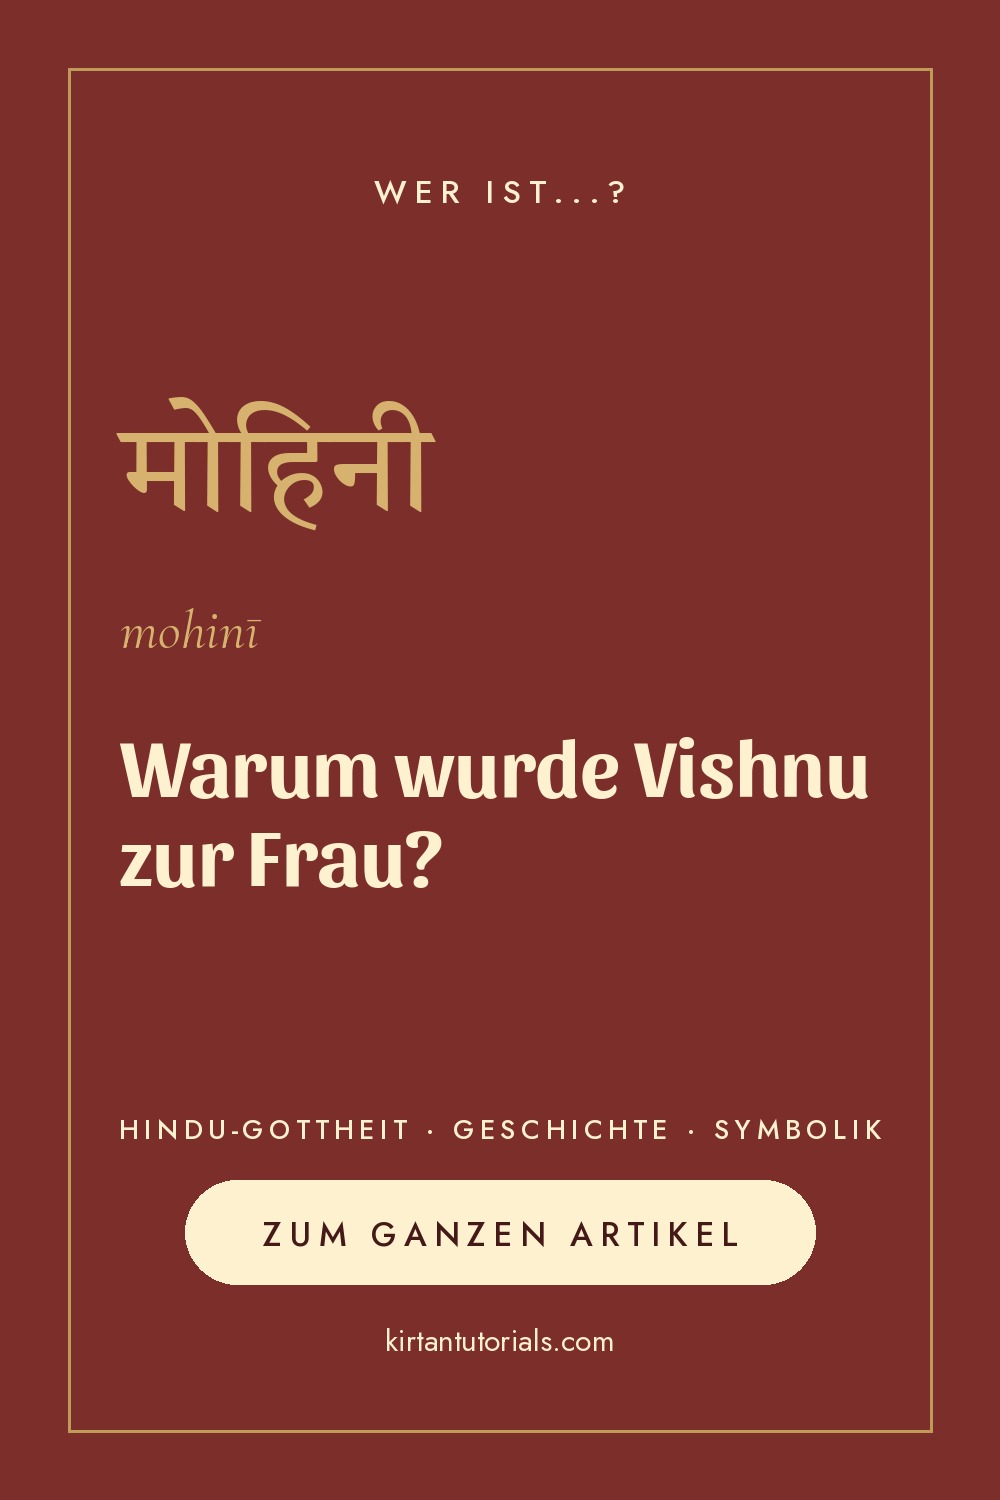 WER IST...?
मोहिनी
mohinī
Warum wurde Vishnu
zur Frau?
HINDU-GOTTHEIT · GESCHICHTE · SYMBOLIK
ZUM GANZEN ARTIKEL
kirtantutorials.com